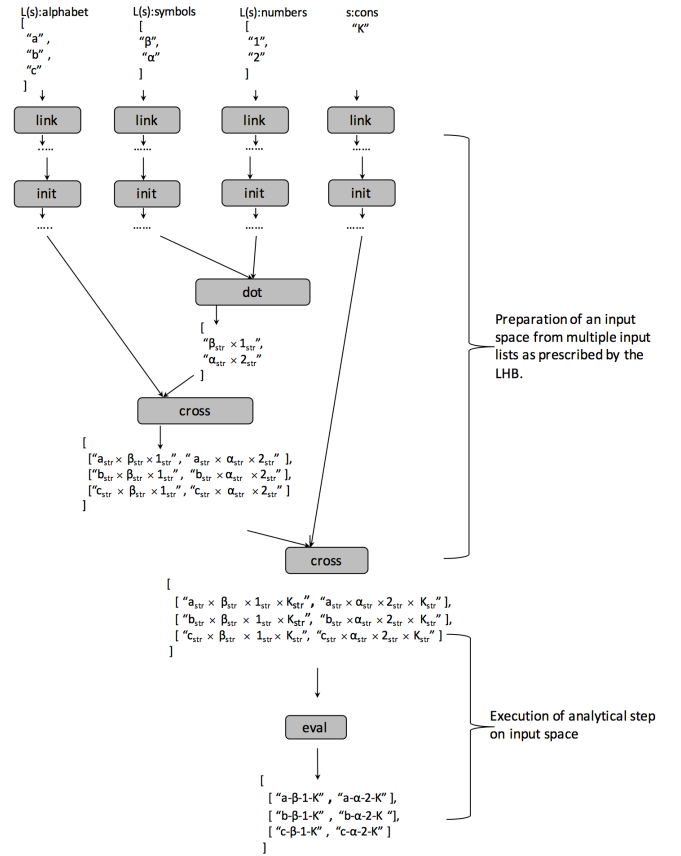 L(s):alphabet L(s):symbols L(s):numbers s:cons
[ [ [ “K”
“a” , “β”, “1”,
“b” , “α” “2”
“c” ] ]
]
link link link link
..... ...... ...... ......
init init init init
..... ...... ...... ......
dot
[
“βstr × 1str”,
“αstr × 2str”
]
cross
[
[“astr × βstr × 1str” , “ astr × αstr × 2str” ],
[“bstr × βstr × 1str”, “bstr × αstr × 2str” ],
[“cstr × βstr × 1str” , “cstr × αstr × 2str” ]
]
Preparation of an input
space from multiple input
lists as prescribed by the
LHB.
cross
[
[ “astr × βstr × 1str × Kstr”, “astr × αstr × 2str × Kstr” ],
[ “bstr × βstr × 1str × Kstr”, “bstr × αstr × 2str × Kstr” ],
[ “cstr × βstr × 1str × Kstr”, “cstr × αstr × 2str × Kstr” ]
]
eval
Execution of analytical step
on input space
[
[ “a-β-1-K” , “a-α-2-K” ],
[ “b-β-1-K” , “b-α-2-K “],
[ “c-β-1-K” , “c-α-2-K” ]
]